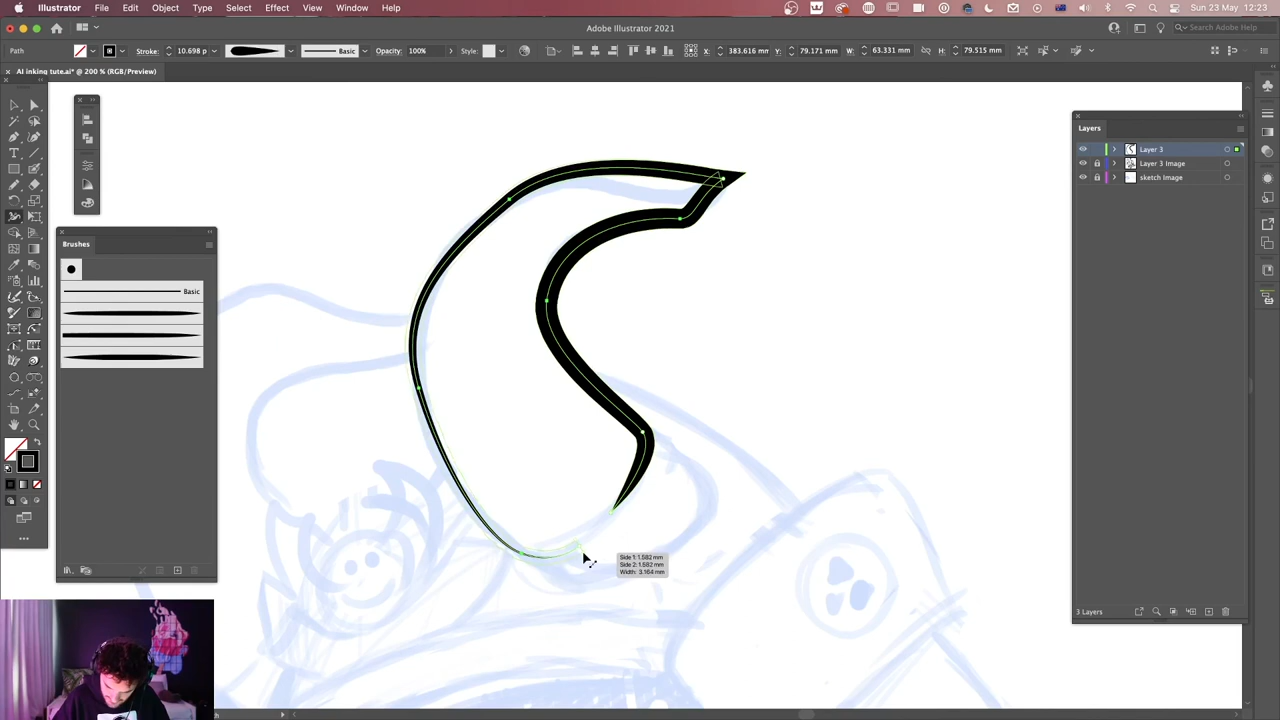 Illustrator File Edit Object Type Select Effect View Window Help
Sun 23 May 12:23
Adobe Illustrator 2021
Search Adobe Help
Path Stroke: 10.698 p Basic Opacity: 100% Style: X: 383.616 mm Y: 79.171 mm W: 63.331 mm H: 79.515 mm
AI inking tute.ai* @ 200 % (RGB/Preview)
Layers
Layer 3
Layer 3 Image
sketch Image
Brushes
Basic
Side 1: 1.582 mm
Side 2: 1.582 mm
Width: 3.164 mm
3 Layers